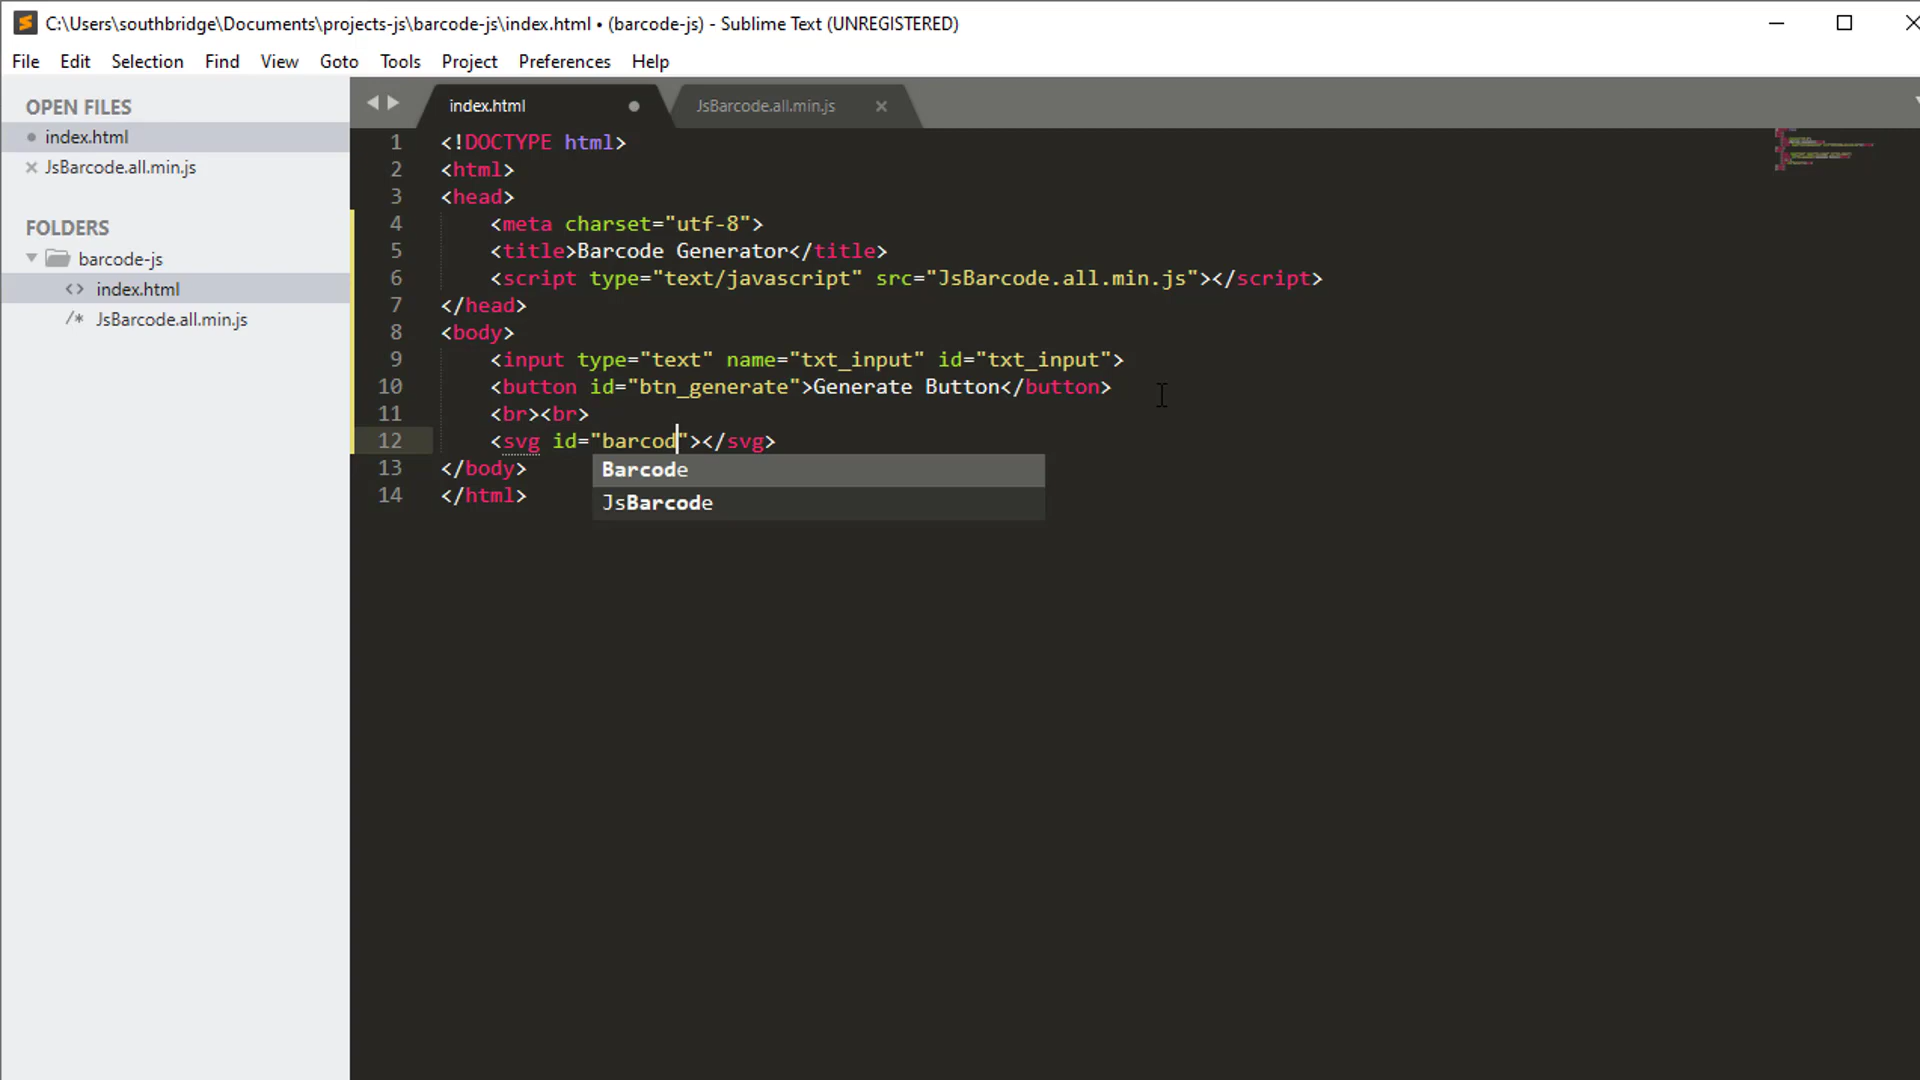 C:\Users\southbridge\Documents\projects-js\barcode-js\index.html • (barcode-js) - Sublime Text (UNREGISTERED)
File Edit Selection Find View Goto Tools Project Preferences Help
OPEN FILES
index.html
JsBarcode.all.min.js
FOLDERS
barcode-js
<> index.html
/* JsBarcode.all.min.js
index.html JsBarcode.all.min.js
1 <!DOCTYPE html>
2 <html>
3 <head>
4 <meta charset="utf-8">
5 <title>Barcode Generator</title>
6 <script type="text/javascript" src="JsBarcode.all.min.js"></script>
7 </head>
8 <body>
9 <input type="text" name="txt_input" id="txt_input">
10 <button id="btn_generate">Generate Button</button>
11 <br><br>
12 <svg id="barcod"></svg>
13 </body>
14 </html>
Barcode
JsBarcode